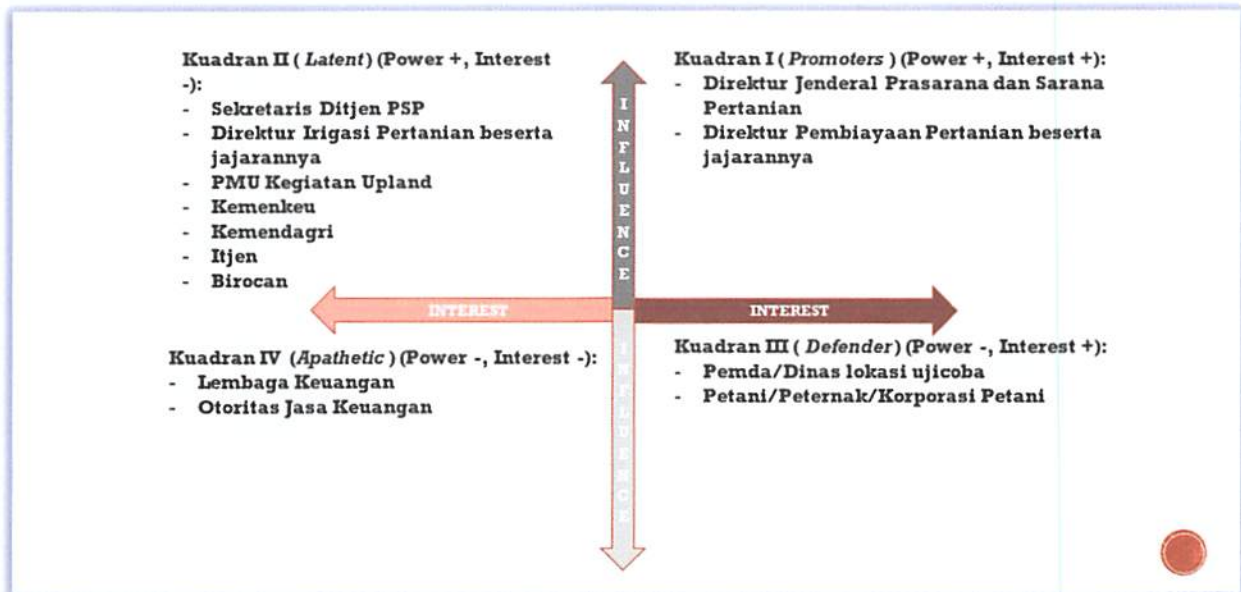 Kuadran II ( Latent) (Power +, Interest
-):
- Sekretaris Ditjen PSP
- Direktur Irigasi Pertanian beserta
jajarannya
- PMU Kegiatan Upland
- Kemenkeu
- Kemendagri
- Itjen
- Birocan
Kuadran I ( Promoters ) (Power +, Interest +):
- Direktur Jenderal Prasarana dan Sarana
Pertanian
- Direktur Pembiayaan Pertanian beserta
jajarannya
INFLUENCE
INTEREST
INTEREST
Kuadran IV (Apathetic ) (Power -, Interest -):
- Lembaga Keuangan
- Otoritas Jasa Keuangan
INFLUENCE
Kuadran III ( Defender) (Power -, Interest +):
- Pemda/Dinas lokasi ujicoba
- Petani/Peternak/Korporasi Petani